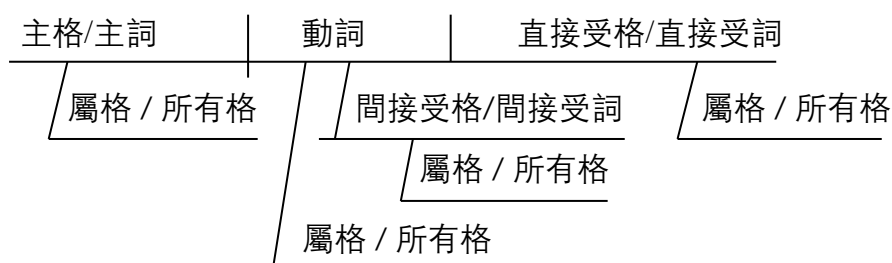 主格/主詞 動詞 直接受格/直接受詞
屬格 / 所有格 間接受格/間接受詞 屬格 / 所有格
屬格 / 所有格
屬格 / 所有格